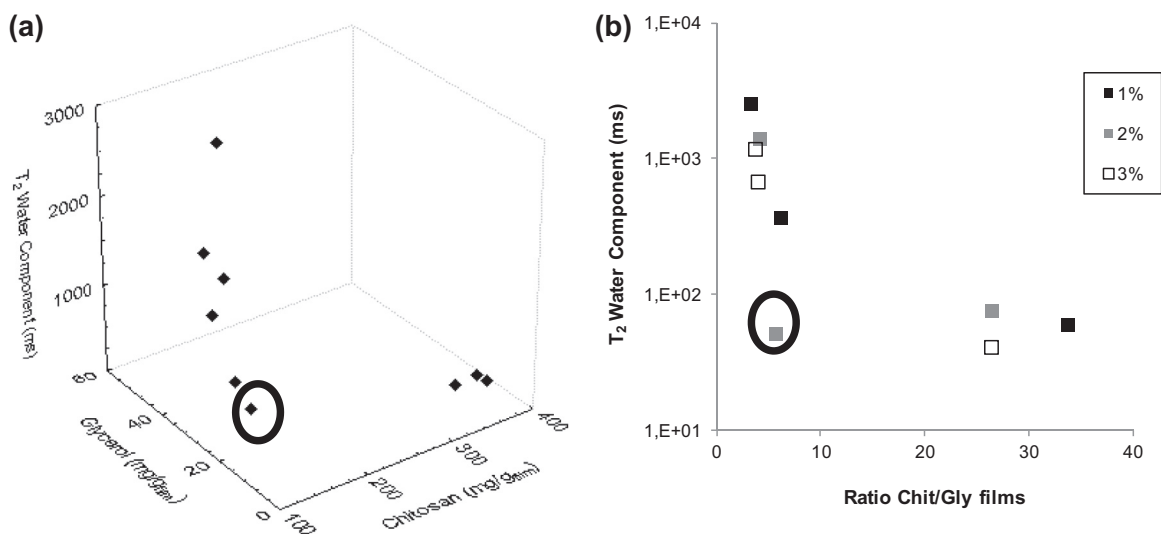 (a)
3000
2000
1000
T2 Water Component (ms)
60
40
20
0
Glycerol (mg/gfilm)
100
200
300
400
Chitosan (mg/gfilm)
(b)
1,E+04
1,E+03
1,E+02
1,E+01
T2 Water Component (ms)
0 10 20 30 40
Ratio Chit/Gly films
1%
2%
3%